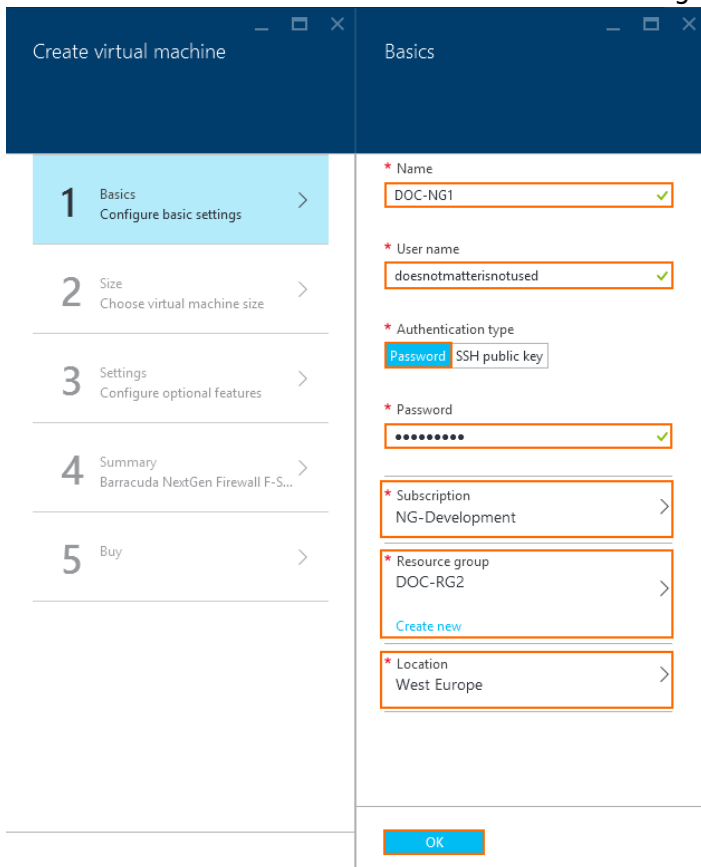 Create virtual machine
Basics
1
Basics
Configure basic settings
2
Size
Choose virtual machine size
3
Settings
Configure optional features
4
Summary
Barracuda NextGen Firewall F-S...
5
Buy
* Name
DOC-NG1
* User name
doesnotmatterisnotused
* Authentication type
Password SSH public key
* Password
•••••••••
* Subscription
NG-Development
* Resource group
DOC-RG2
Create new
* Location
West Europe
OK